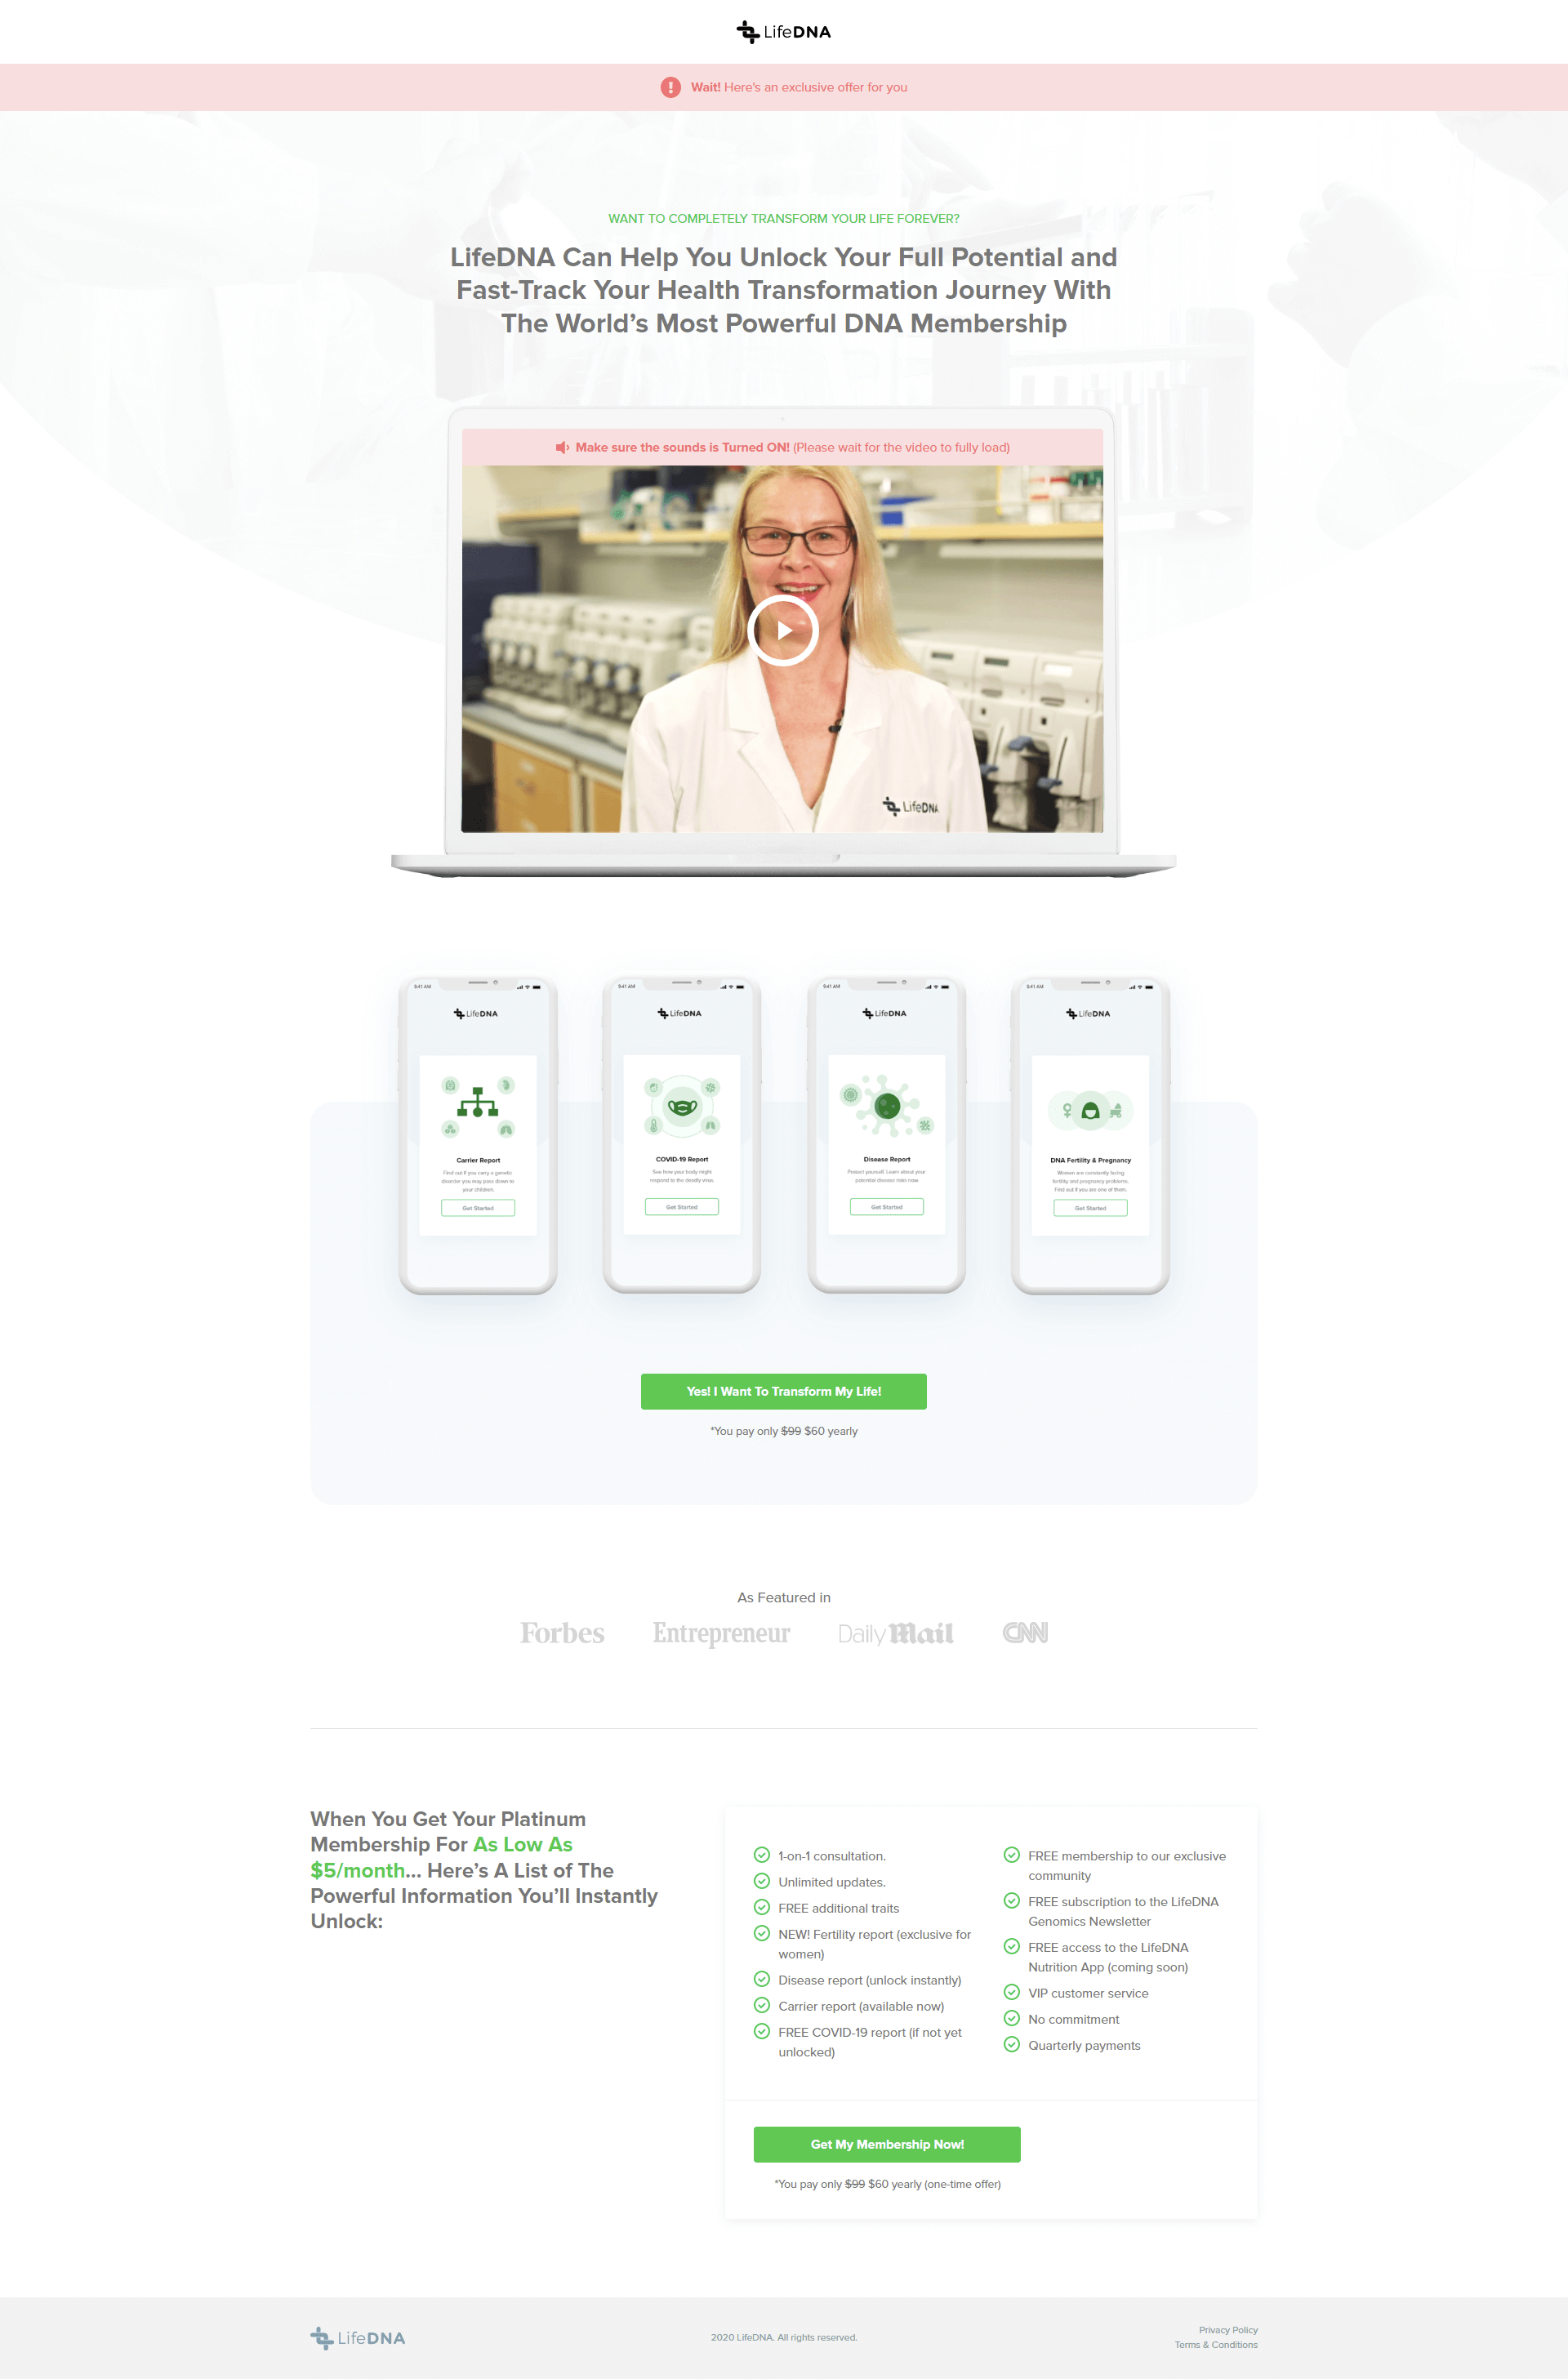 LifeDNA
Wait! Here's an exclusive offer for you
WANT TO COMPLETELY TRANSFORM YOUR LIFE FOREVER?
LifeDNA Can Help You Unlock Your Full Potential and
Fast-Track Your Health Transformation Journey With
The World's Most Powerful DNA Membership
Make sure the sounds is Turned ON! (Please wait for the video to fully load)
LifeDNA
9:41 AM
LifeDNA
Carrier Report
Find out if you carry a genetic
disorder you may pass down to
your children.
Get Started
9:41 AM
LifeDNA
COVID-19 Report
See how your body might
respond to the deadly virus.
Get Started
9:41 AM
LifeDNA
Disease Report
Protect yourself. Learn about your
potential disease risks now.
Get Started
9:41 AM
LifeDNA
DNA Fertility & Pregnancy
Women are constantly facing
fertility and pregnancy problems.
Find out if you are one of them.
Get Started
Yes! I Want To Transform My Life!
*You pay only $99 $60 yearly
As Featured in
Forbes
Entrepreneur
Daily Mail
CNN
When You Get Your Platinum
Membership For As Low As
$5/month... Here's A List of The
Powerful Information You'll Instantly
Unlock:
1-on-1 consultation.
Unlimited updates.
FREE additional traits
NEW! Fertility report (exclusive for
women)
Disease report (unlock instantly)
Carrier report (available now)
FREE COVID-19 report (if not yet
unlocked)
FREE membership to our exclusive
community
FREE subscription to the LifeDNA
Genomics Newsletter
FREE access to the LifeDNA
Nutrition App (coming soon)
VIP customer service
No commitment
Quarterly payments
Get My Membership Now!
*You pay only $99 $60 yearly (one-time offer)
LifeDNA
2020 LifeDNA. All rights reserved.
Privacy Policy
Terms & Conditions